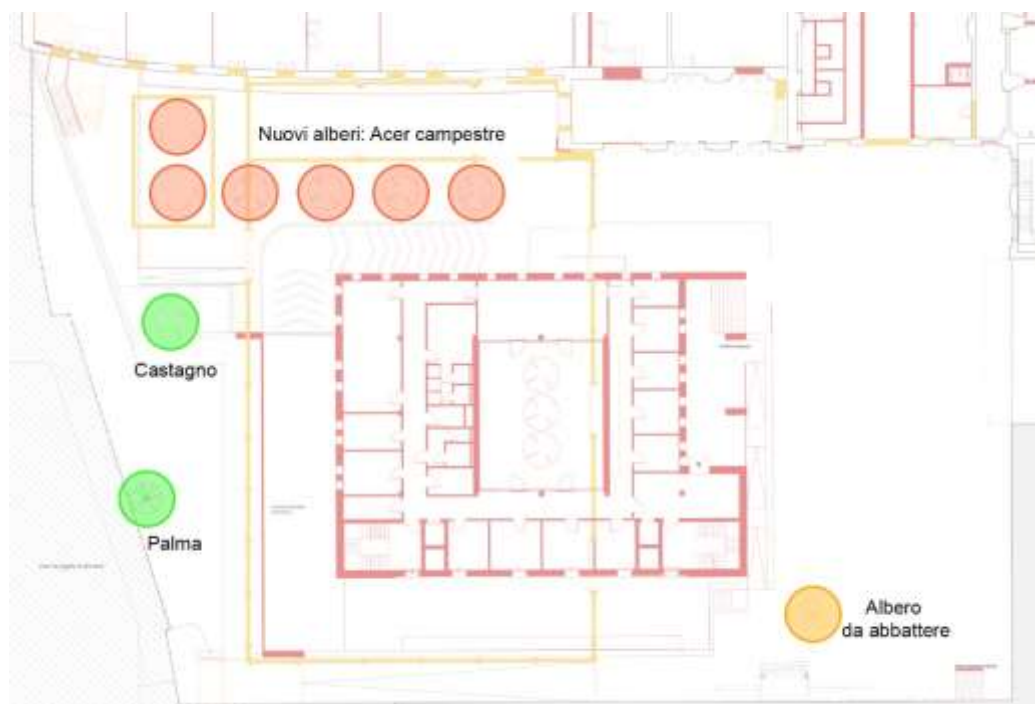 Nuovi alberi: Acer campestre
Castagno
Palma
Albero
da abbattere